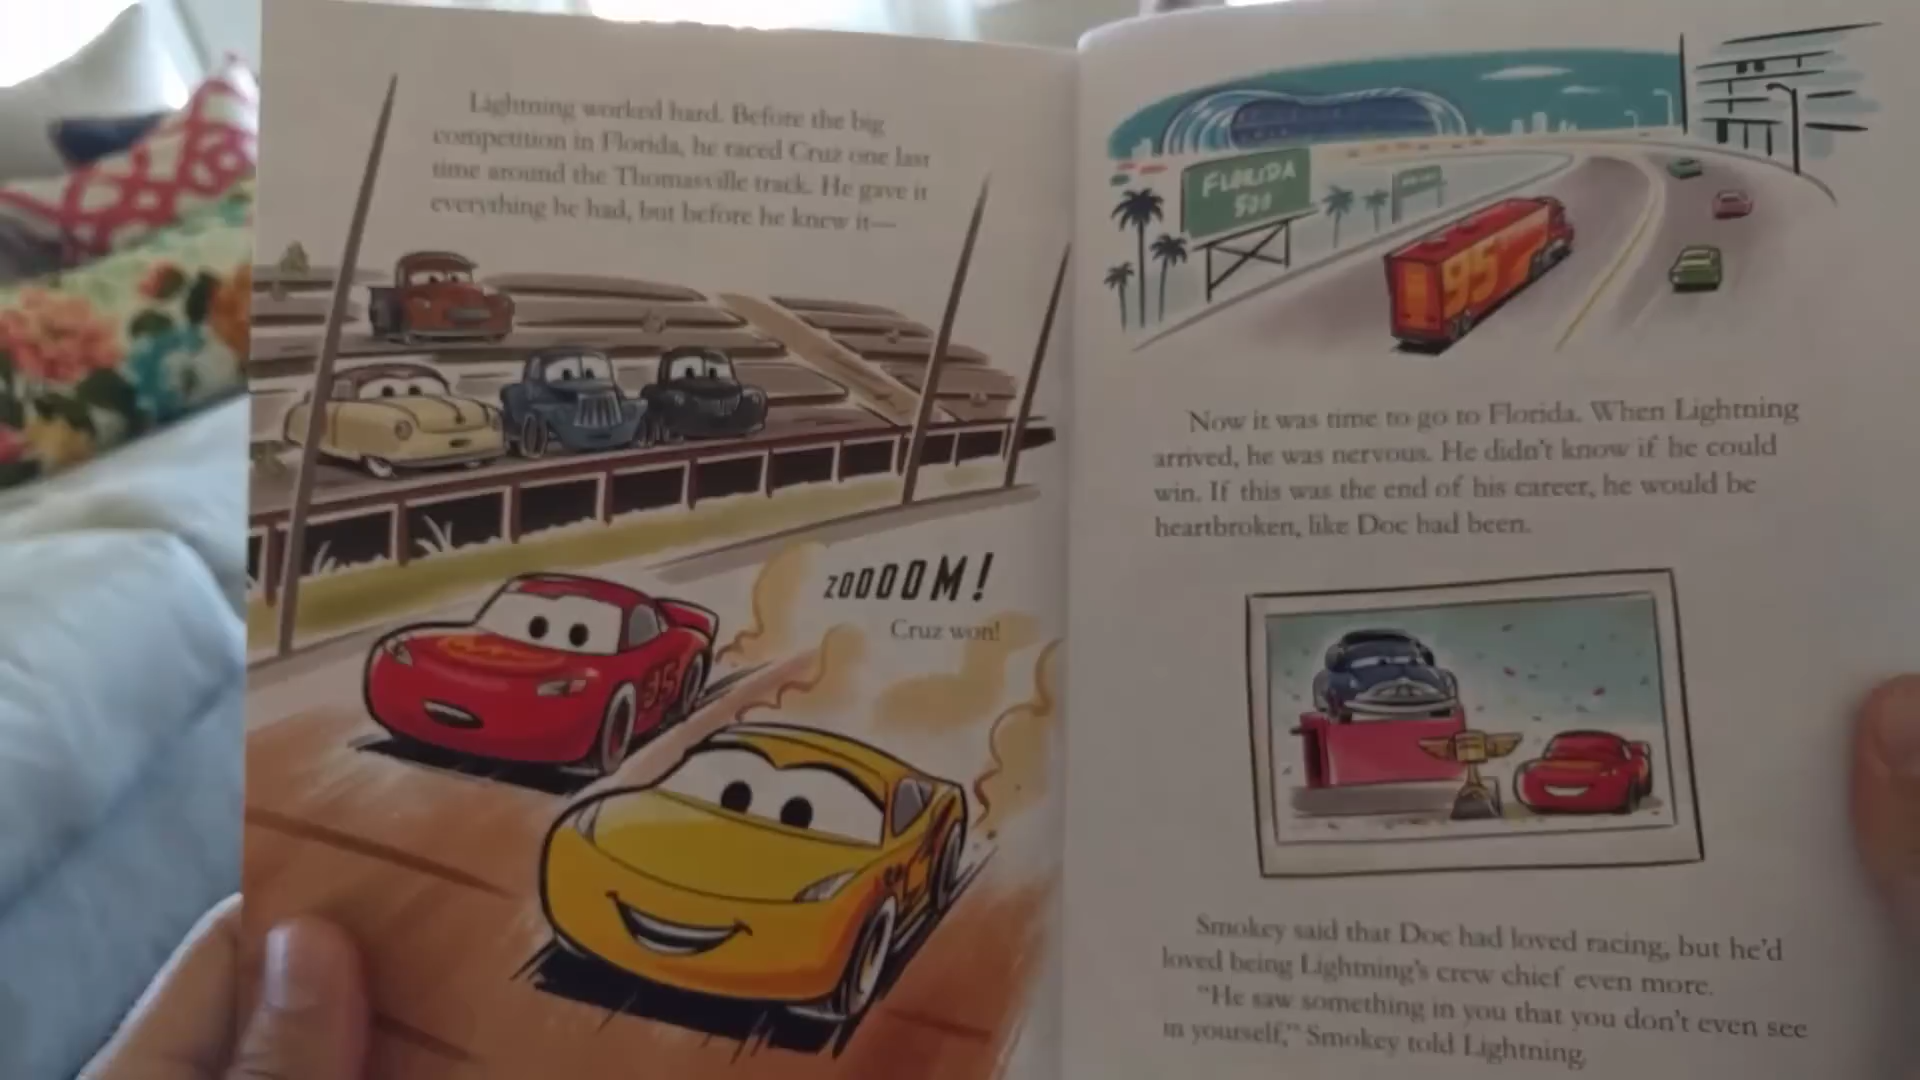 Lightning worked hard. Before the big
competition in Florida, he raced Cruz one last
time around the Thomasville track. He gave it
everything he had, but before he knew it—
ZOOOOM!
Cruz won!
95
FLORIDA
500
95
Now it was time to go to Florida. When Lightning
arrived, he was nervous. He didn't know if he could
win. If this was the end of his career, he would be
heartbroken, like Doc had been.
Smokey said that Doc had loved racing, but he'd
loved being Lightning's crew chief even more.
"He saw something in you that you don't even see
in yourself," Smokey told Lightning.